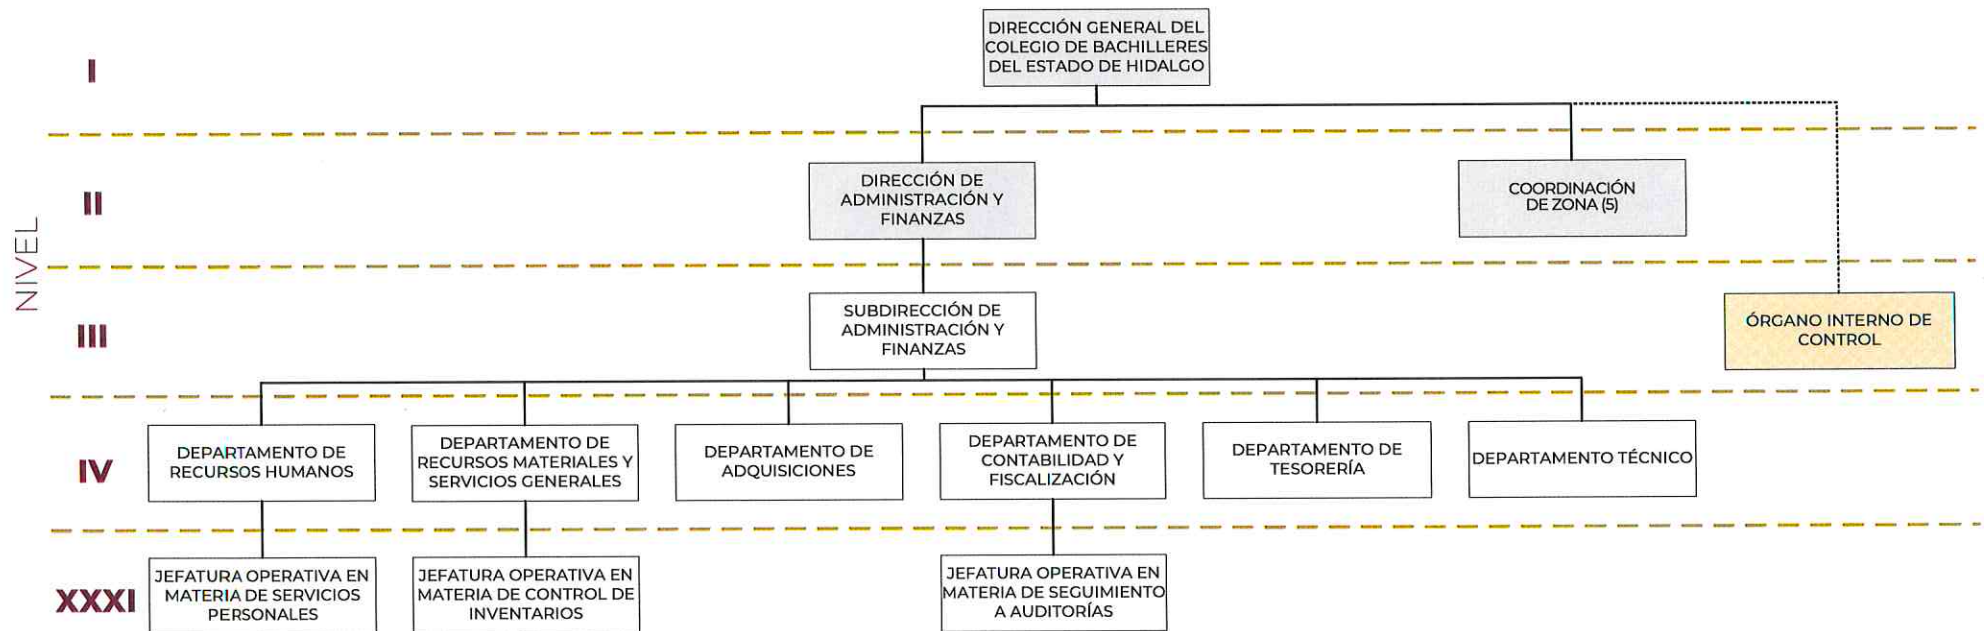 DIRECCIÓN GENERAL DEL
COLEGIO DE BACHILLERES
DEL ESTADO DE HIDALGO
I
DIRECCIÓN DE
ADMINISTRACIÓN Y
FINANZAS
COORDINACIÓN
DE ZONA (5)
II
NIVEL
SUBDIRECCIÓN DE
ADMINISTRACIÓN Y
FINANZAS
ÓRGANO INTERNO DE
CONTROL
III
DEPARTAMENTO DE
RECURSOS HUMANOS
DEPARTAMENTO DE
RECURSOS MATERIALES Y
SERVICIOS GENERALES
DEPARTAMENTO DE
ADQUISICIONES
DEPARTAMENTO DE
CONTABILIDAD Y
FISCALIZACIÓN
DEPARTAMENTO DE
TESORERÍA
DEPARTAMENTO TÉCNICO
IV
JEFATURA OPERATIVA EN
MATERIA DE SERVICIOS
PERSONALES
JEFATURA OPERATIVA EN
MATERIA DE CONTROL DE
INVENTARIOS
JEFATURA OPERATIVA EN
MATERIA DE SEGUIMIENTO
A AUDITORÍAS
XXXI